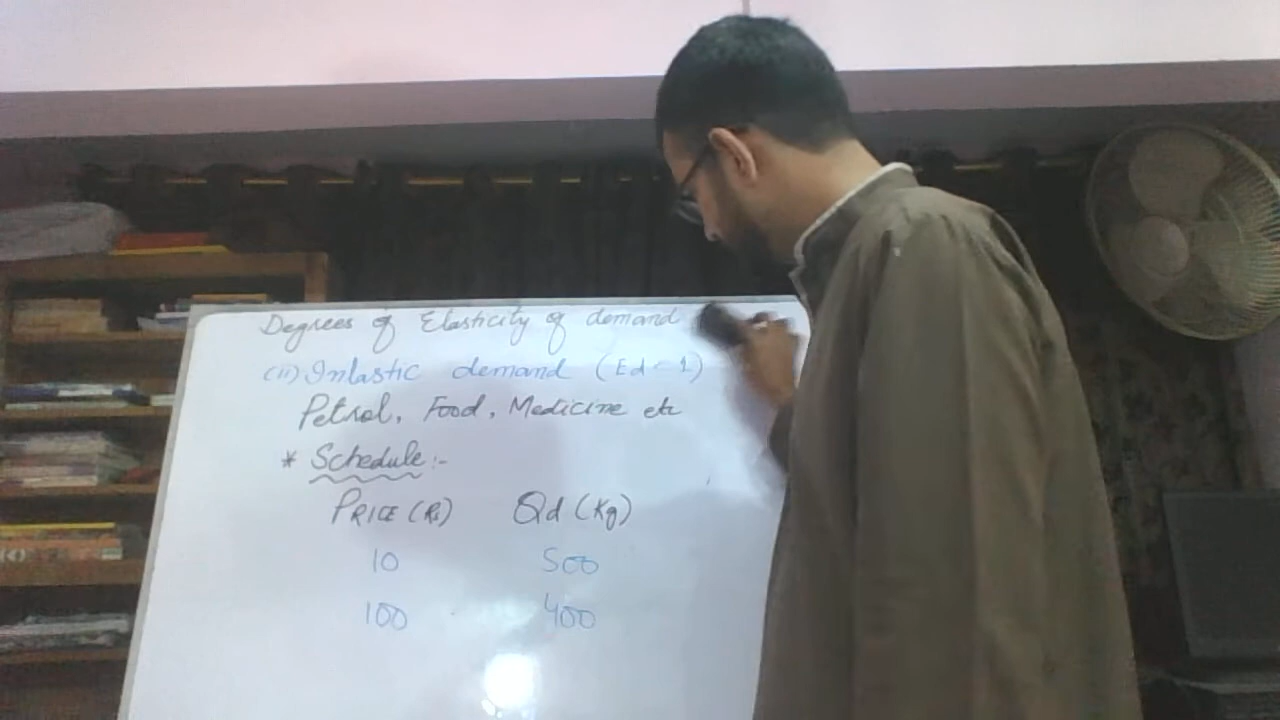 Degrees of Elasticity of demand
(ii) Inlastic demand (Ed < 1)
Petrol, Food, Medicine etc
* Schedule:-
PRICE (Rs) Qd (Kg)
10 500
100 400